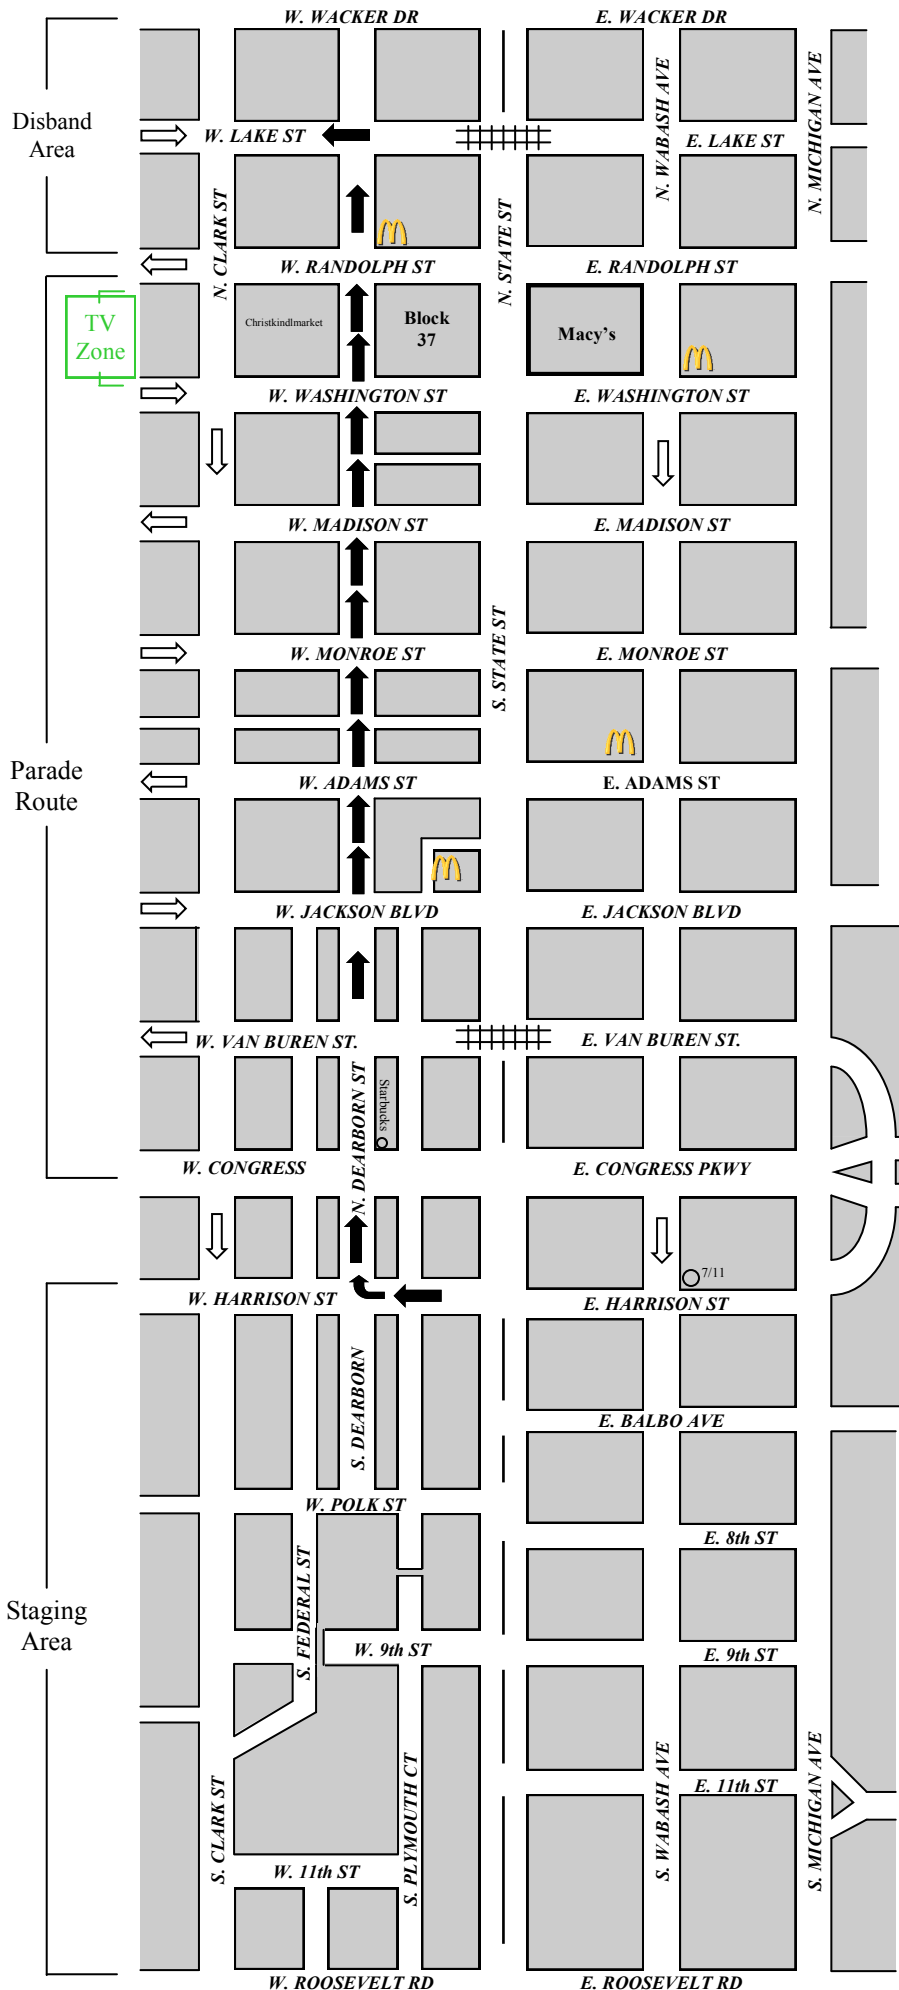 W. WACKER DR
E. WACKER DR
Disband
Area
W. LAKE ST
E. LAKE ST
N. WABASH AVE
N. MICHIGAN AVE
N. CLARK ST
N. STATE ST
W. RANDOLPH ST
E. RANDOLPH ST
TV
Zone
Christkindlmarket
Block
37
Macy's
W. WASHINGTON ST
E. WASHINGTON ST
W. MADISON ST
E. MADISON ST
S. STATE ST
W. MONROE ST
E. MONROE ST
Parade
Route
W. ADAMS ST
E. ADAMS ST
W. JACKSON BLVD
E. JACKSON BLVD
W. VAN BUREN ST.
E. VAN BUREN ST.
N. DEARBORN ST
Starbucks
W. CONGRESS
E. CONGRESS PKWY
7/11
W. HARRISON ST
E. HARRISON ST
S. DEARBORN
E. BALBO AVE
W. POLK ST
E. 8th ST
S. FEDERAL ST
Staging
Area
W. 9th ST
E. 9th ST
S. CLARK ST
S. PLYMOUTH CT
S. WABASH AVE
E. 11th ST
S. MICHIGAN AVE
W. 11th ST
W. ROOSEVELT RD
E. ROOSEVELT RD